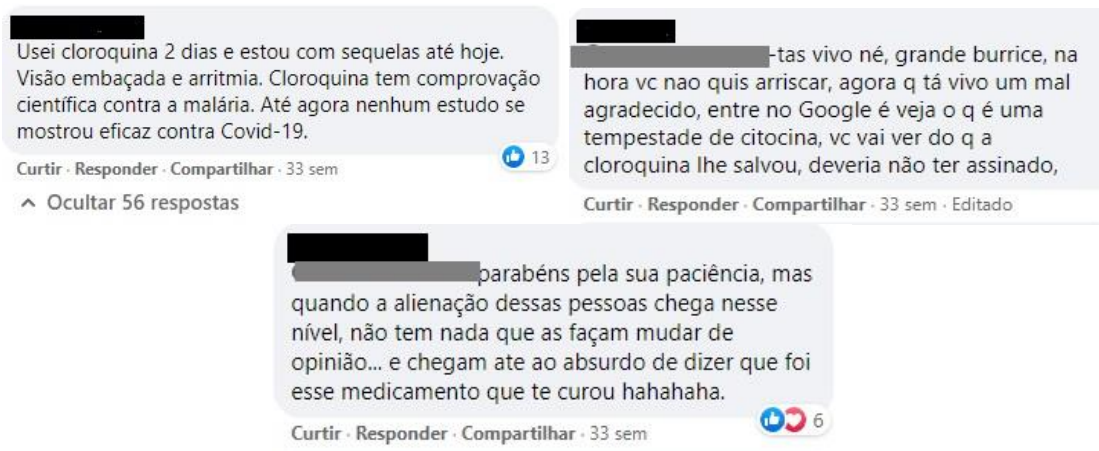 Usei cloroquina 2 dias e estou com sequelas até hoje.
Visão embaçada e arritmia. Cloroquina tem comprovação
científica contra a malária. Até agora nenhum estudo se
mostrou eficaz contra Covid-19.
13
Curtir · Responder · Compartilhar · 33 sem
Ocultar 56 respostas
-tas vivo né, grande burrice, na
hora vc nao quis arriscar, agora q tá vivo um mal
agradecido, entre no Google é veja o q é uma
tempestade de citocina, vc vai ver do q a
cloroquina lhe salvou, deveria não ter assinado,
Curtir · Responder · Compartilhar · 33 sem · Editado
parabéns pela sua paciência, mas
quando a alienação dessas pessoas chega nesse
nível, não tem nada que as façam mudar de
opinião... e chegam ate ao absurdo de dizer que foi
esse medicamento que te curou hahahaha.
6
Curtir · Responder · Compartilhar · 33 sem